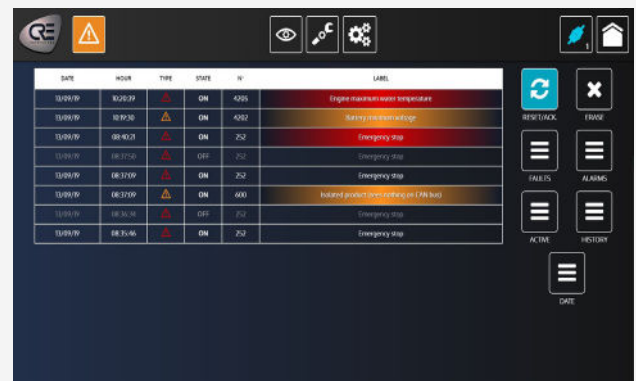 CRE
1
DATE HOUR TYPE STATE N° LABEL
13/09/19 10:20:39 ON 4205 Engine maximum water temperature
13/09/19 10:19:30 ON 4202 Battery minimum voltage
13/09/19 08:40:21 ON 252 Emergency stop
13/09/19 08:37:50 OFF 252 Emergency stop
13/09/19 08:37:09 ON 252 Emergency stop
13/09/19 08:37:09 ON 600 Isolated product (sees nothing on CAN bus)
13/09/19 08:36:34 OFF 252 Emergency stop
13/09/19 08:35:46 ON 252 Emergency stop
RESET/ACK ERASE
FAULTS ALARMS
ACTIVE HISTORY
DATE